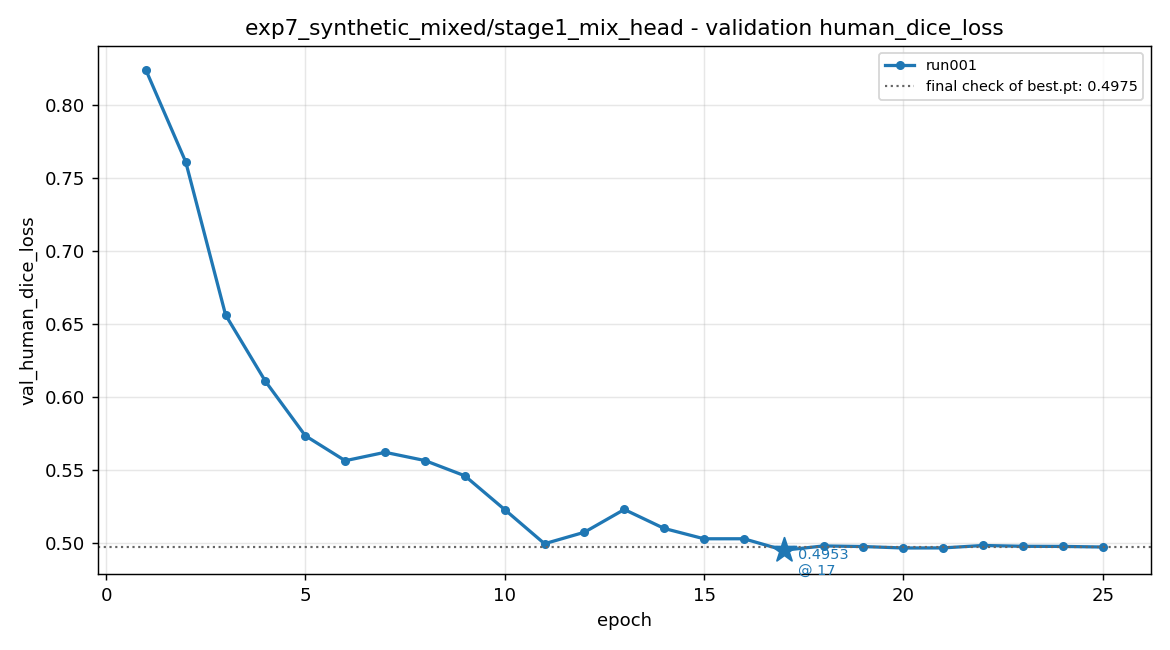 exp7_synthetic_mixed/stage1_mix_head - validation human_dice_loss
run001
final check of best.pt: 0.4975
val_human_dice_loss
0.80
0.75
0.70
0.65
0.60
0.55
0.50
0.4953
@ 17
0 5 10 15 20 25
epoch